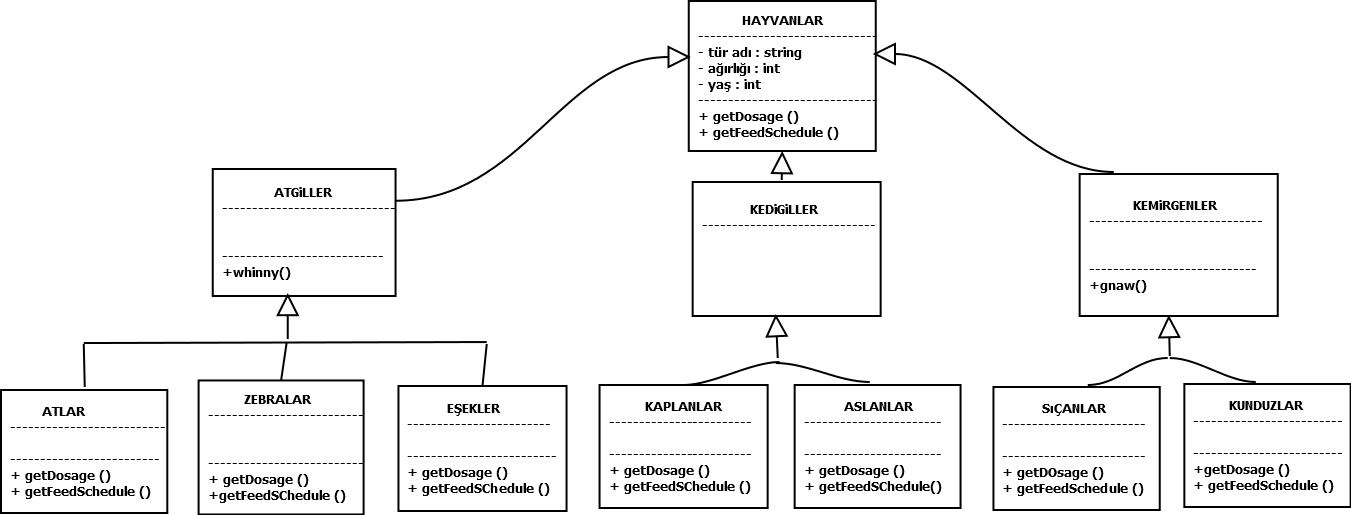 HAYVANLAR
- tür adı : string
- ağırlığı : int
- yaş : int
+ getDosage ()
+ getFeedSchedule ()
ATGiLLER
+whinny()
KEDiGiLLER
KEMiRGENLER
+gnaw()
ATLAR
+ getDosage ()
+ getFeedSchedule ()
ZEBRALAR
+ getDosage ()
+getFeedSChedule ()
EŞEKLER
+ getDosage ()
+ getFeedSChedule ()
KAPLANLAR
+ getDosage ()
+ getFeedSchedule ()
ASLANLAR
+ getDosage ()
+ getFeedSChedule()
SıÇANLAR
+ getDOsage ()
+ getFeedSchedule ()
KUNDUZLAR
+getDosage ()
+ getFeedSchedule ()